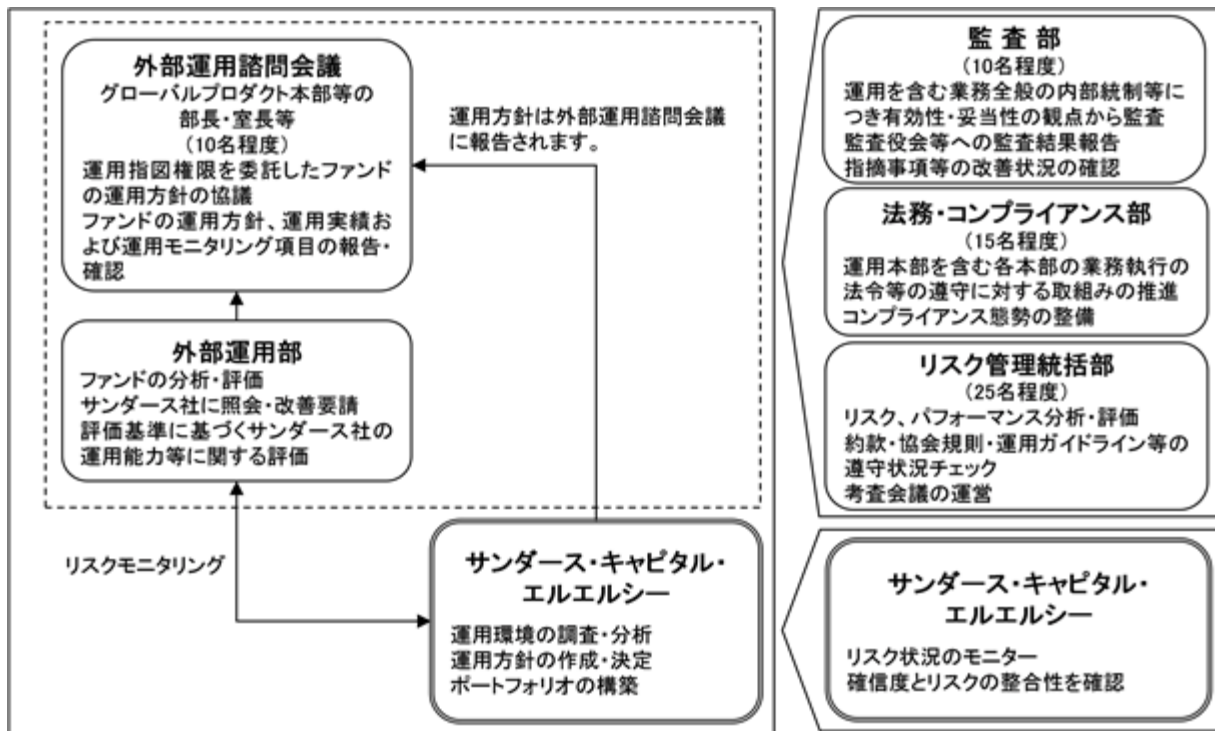 外部運用諮問会議
グローバルプロダクト本部等の
部長・室長等
(10名程度)
運用指図権限を委託したファンド
の運用方針の協議
ファンドの運用方針、運用実績お
よび運用モニタリング項目の報告・
確認
運用方針は外部運用諮問会議
に報告されます。
外部運用部
ファンドの分析・評価
サンダース社に照会・改善要請
評価基準に基づくサンダース社の
運用能力等に関する評価
リスクモニタリング
サンダース・キャピタル・
エルエルシー
運用環境の調査・分析
運用方針の作成・決定
ポートフォリオの構築
監 査 部
(10名程度)
運用を含む業務全般の内部統制等に
つき有効性・妥当性の観点から監査
監査役会等への監査結果報告
指摘事項等の改善状況の確認
法務・コンプライアンス部
(15名程度)
運用本部を含む各本部の業務執行の
法令等の遵守に対する取組みの推進
コンプライアンス態勢の整備
リスク管理統括部
(25名程度)
リスク、パフォーマンス分析・評価
約款・協会規則・運用ガイドライン等の
遵守状況チェック
考査会議の運営
サンダース・キャピタル・
エルエルシー
リスク状況のモニター
確信度とリスクの整合性を確認